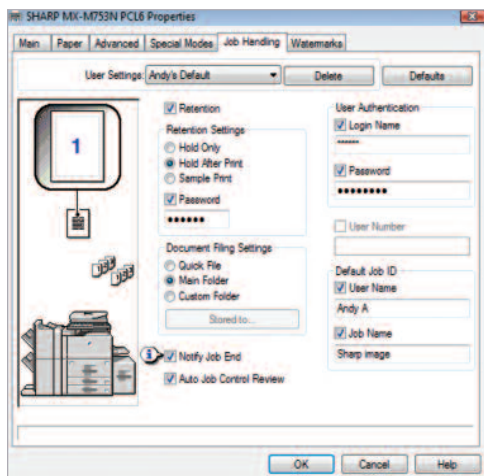 SHARP MX-M753N PCL6 Properties
Main Paper Advanced Special Modes Job Handling Watermarks
User Settings: Andy's Default Delete Defaults
1
Retention
Retention Settings
Hold Only
Hold After Print
Sample Print
Password
••••••
Document Filing Settings
Quick File
Main Folder
Custom Folder
Stored to...
Notify Job End
Auto Job Control Review
User Authentication
Login Name
******
Password
••••••••
User Number
Default Job ID
User Name
Andy A
Job Name
Sharp image
OK Cancel Help